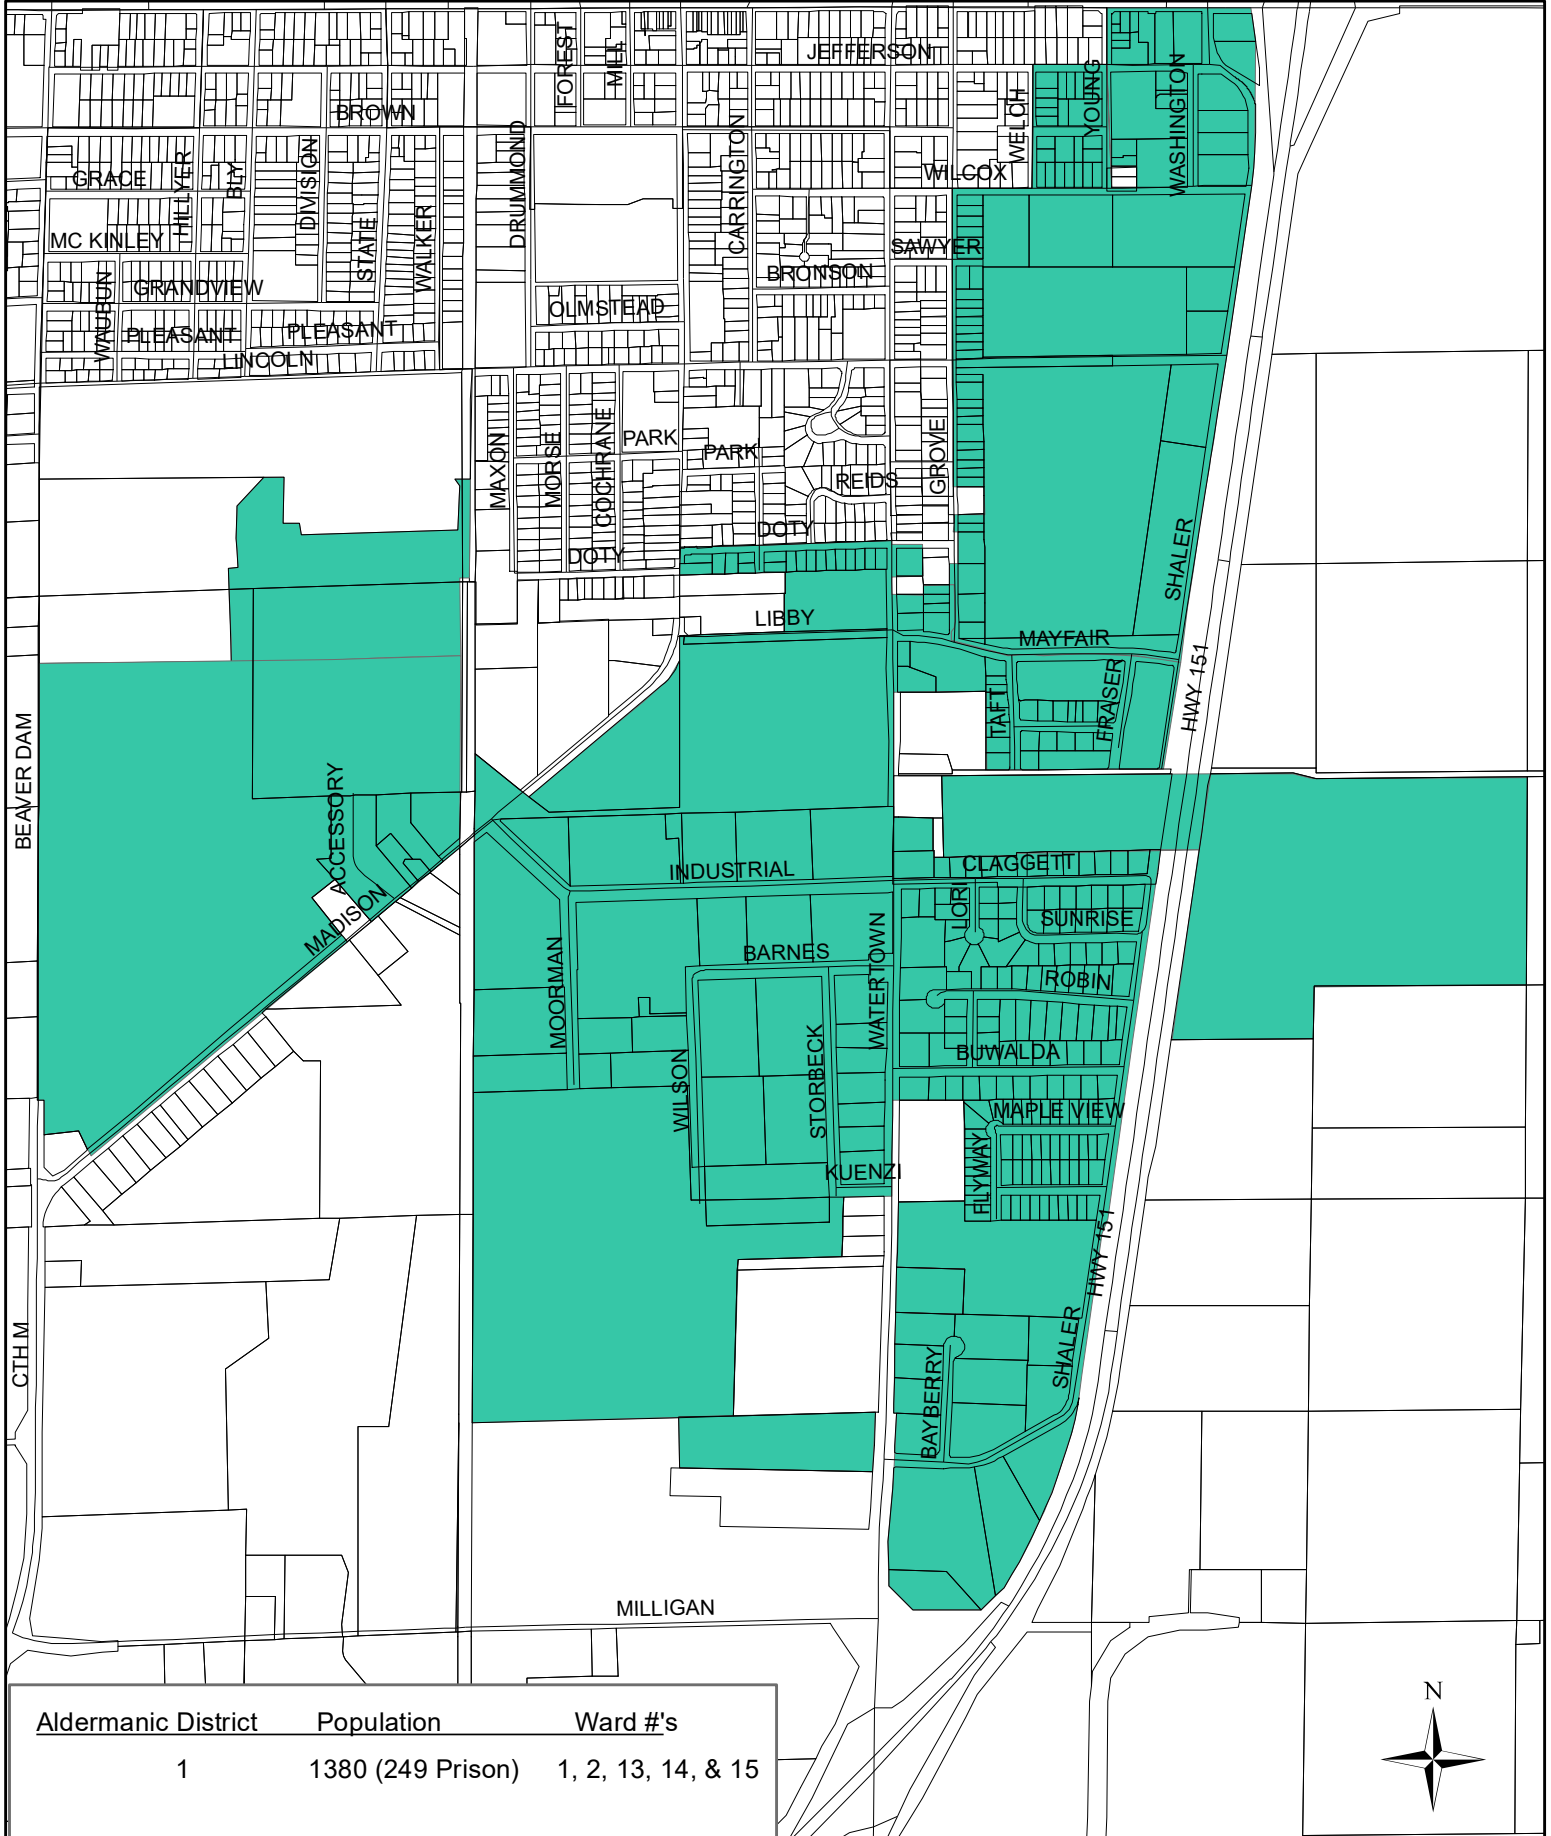 JEFFERSON
FOREST
MILL
BROWN
YOUNG
WASHINGTON
WELCH
DRUMMOND
CARRINGTON
GRACE
HILLYER
BLY
DIVISION
WILCOX
MC KINLEY
STATE
WALKER
SAWYER
BRONSON
WAUBUN
GRANDVIEW
OLMSTEAD
PLEASANT
PLEASANT
LINCOLN
MAXON
MORSE
COCHRANE
PARK
PARK
GROVE
REIDS
DOTY
DOTY
SHALER
LIBBY
MAYFAIR
TAFT
FRASER
HWY 151
BEAVER DAM
ACCESSORY
MADISON
INDUSTRIAL
CLAGGETT
LORI
SUNRISE
MOORMAN
BARNES
WATERTOWN
ROBIN
WILSON
STORBECK
BUWALDA
MAPLE VIEW
KUENZI
FLYWAY
HWY 151
SHALER
CTH M
BAYBERRY
MILLIGAN
N
Aldermanic District Population Ward #'s
1 1380 (249 Prison) 1, 2, 13, 14, & 15